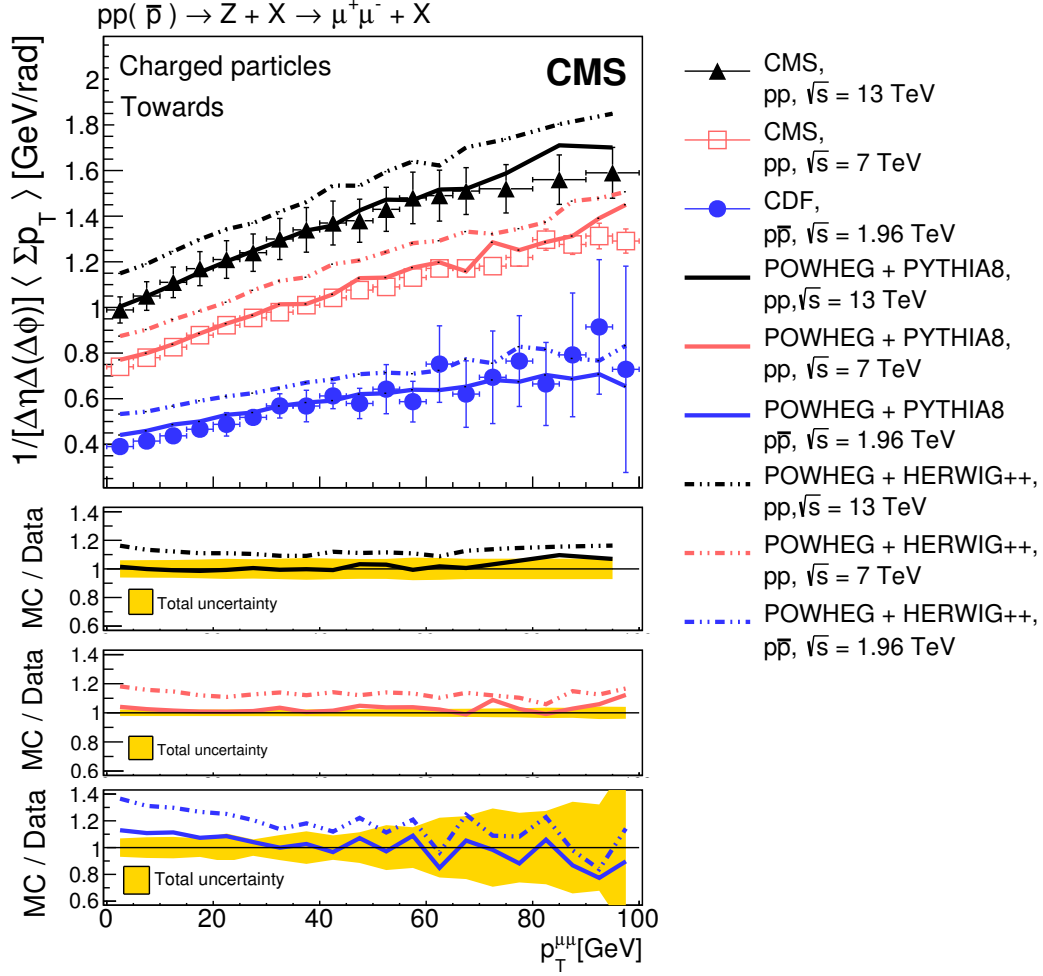 pp( p̅ ) → Z + X → μ⁺μ⁻ + X
Charged particles
CMS
Towards
1/[ΔηΔ(Δϕ)] ⟨ Σp_T ⟩ [GeV/rad]
2
1.8
1.6
1.4
1.2
1
0.8
0.6
0.4
CMS,
pp, √s = 13 TeV
CMS,
pp, √s = 7 TeV
CDF,
pp̅, √s = 1.96 TeV
POWHEG + PYTHIA8,
pp,√s = 13 TeV
POWHEG + PYTHIA8,
pp, √s = 7 TeV
POWHEG + PYTHIA8
pp̅, √s = 1.96 TeV
POWHEG + HERWIG++,
pp,√s = 13 TeV
POWHEG + HERWIG++,
pp, √s = 7 TeV
POWHEG + HERWIG++,
pp̅, √s = 1.96 TeV
MC / Data
1.4
1.2
1
0.8
0.6
Total uncertainty
MC / Data
1.4
1.2
1
0.8
0.6
Total uncertainty
MC / Data
1.4
1.2
1
0.8
0.6
Total uncertainty
0 20 40 60 80 100
p_T^μμ[GeV]